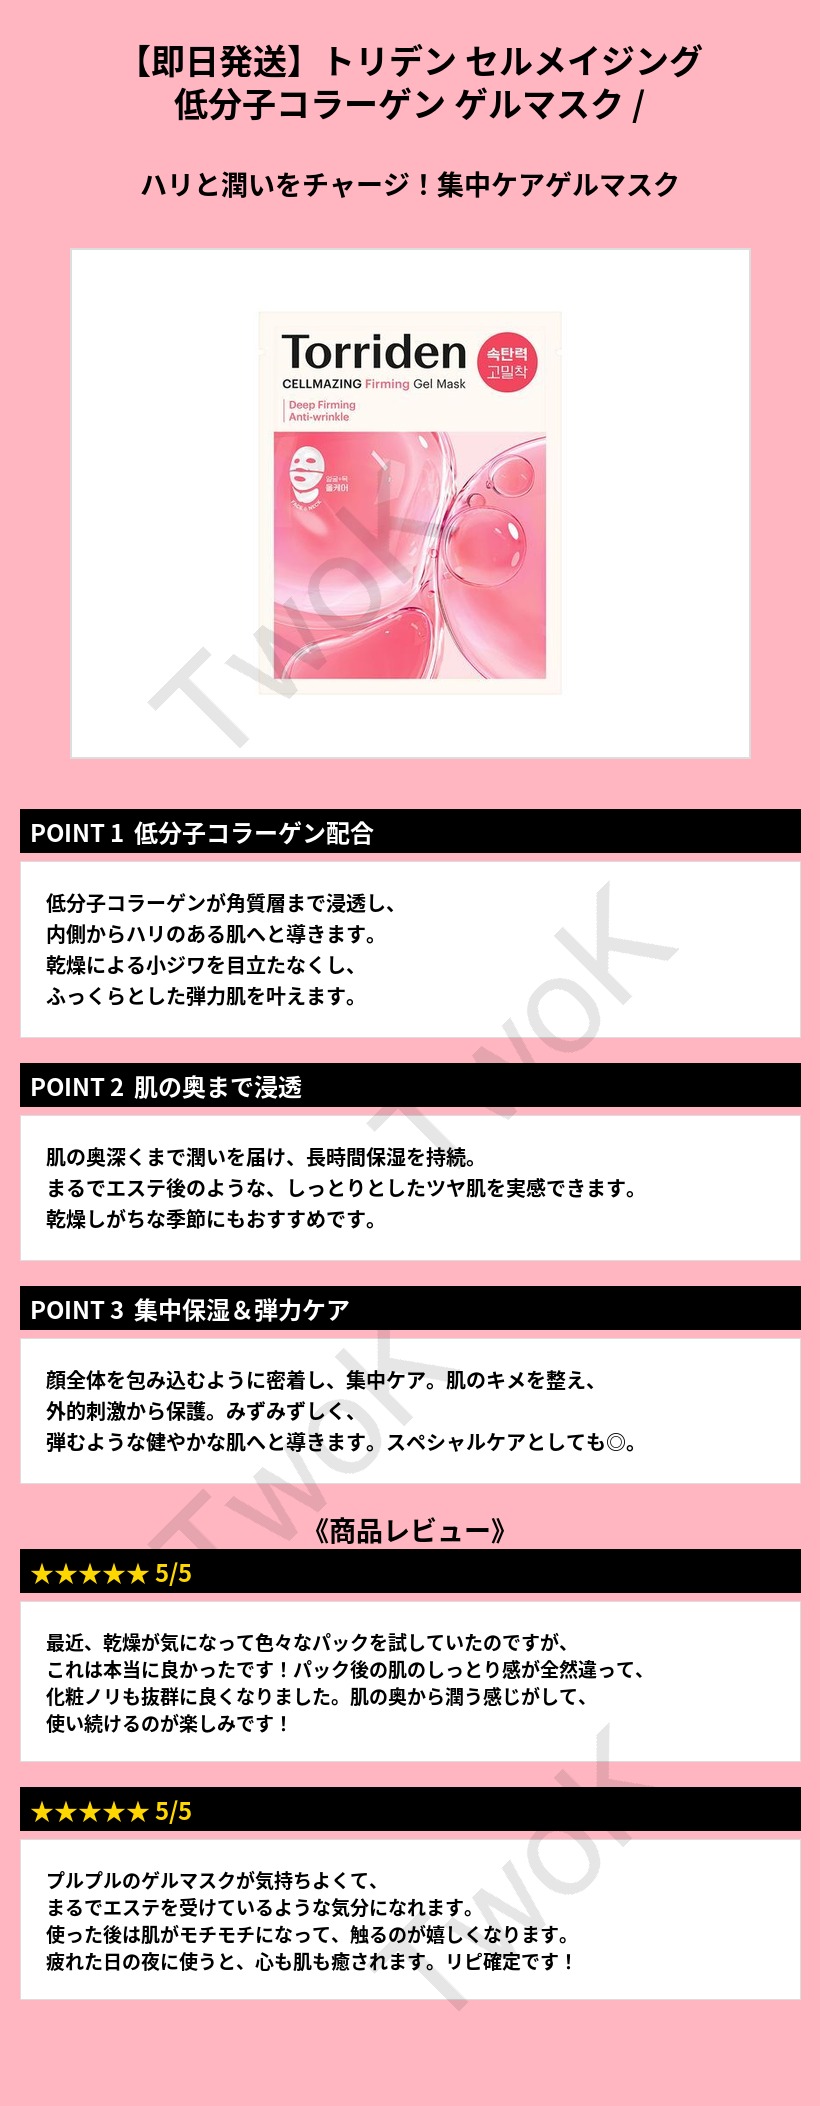 【即日発送】トリデン セルメイジング
低分子コラーゲン ゲルマスク /
ハリと潤いをチャージ！集中ケアゲルマスク
Torriden
속탄력
고밀착
CELLMAZING Firming Gel Mask
Deep Firming
Anti-wrinkle
얼굴+턱
올케어
FACE & NECK
TwoK
POINT 1 低分子コラーゲン配合
低分子コラーゲンが角質層まで浸透し、
内側からハリのある肌へと導きます。
乾燥による小ジワを目立たなくし、
ふっくらとした弾力肌を叶えます。
TwoK
POINT 2 肌の奥まで浸透
肌の奥深くまで潤いを届け、長時間保湿を持続。
まるでエステ後のような、しっとりとしたツヤ肌を実感できます。
乾燥しがちな季節にもおすすめです。
POINT 3 集中保湿＆弾力ケア
顔全体を包み込むように密着し、集中ケア。肌のキメを整え、
外的刺激から保護。みずみずしく、
弾むような健やかな肌へと導きます。スペシャルケアとしても◎。
TwoK
《商品レビュー》
★★★★★ 5/5
最近、乾燥が気になって色々なパックを試していたのですが、
これは本当に良かったです！パック後の肌のしっとり感が全然違って、
化粧ノリも抜群に良くなりました。肌の奥から潤う感じがして、
使い続けるのが楽しみです！
★★★★★ 5/5
プルプルのゲルマスクが気持ちよくて、
まるでエステを受けているような気分になれます。
使った後は肌がモチモチになって、触るのが嬉しくなります。
疲れた日の夜に使うと、心も肌も癒されます。リピ確定です！
TwoK